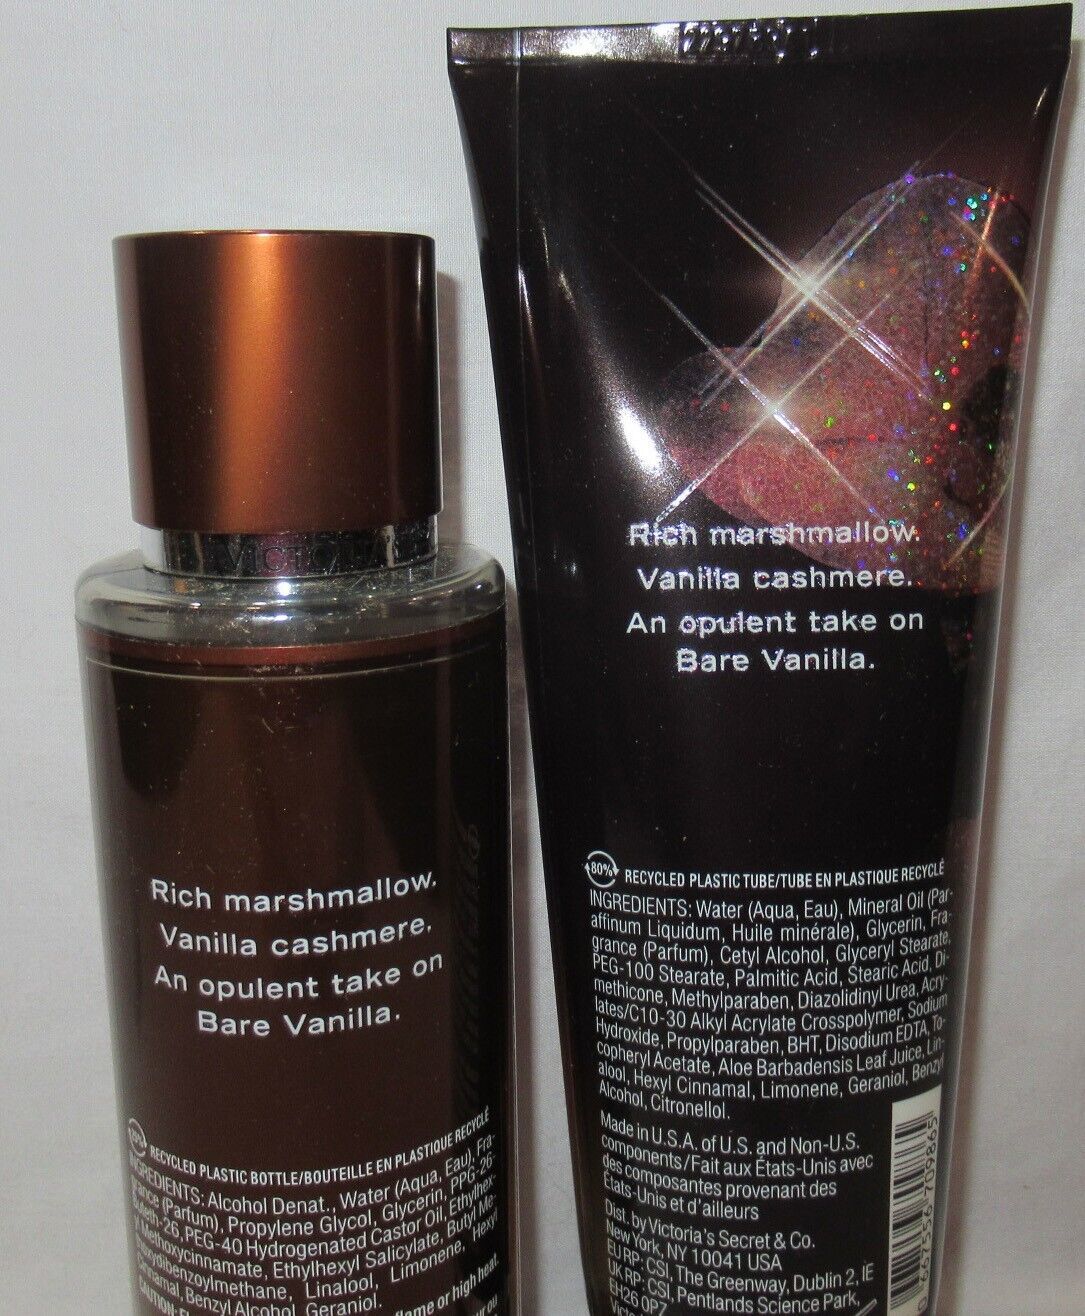 VICTORIA'S
Rich marshmallow.
Vanilla cashmere.
An opulent take on
Bare Vanilla.
RECYCLED PLASTIC BOTTLE/BOUTEILLE EN PLASTIQUE RECYCLÉ
INGREDIENTS: Alcohol Denat., Water (Aqua, Eau), Fra-
grance (Parfum), Propylene Glycol, Glycerin, PPG-26-
Buteth-26, PEG-40 Hydrogenated Castor Oil, Ethylhex-
yl Methoxycinnamate, Ethylhexyl Salicylate, Butyl Me-
thoxydibenzoylmethane, Linalool, Limonene, Hexyl
Cinnamal, Benzyl Alcohol, Geraniol.
flame or high heat.
Rich marshmallow.
Vanilla cashmere.
An opulent take on
Bare Vanilla.
80% RECYCLED PLASTIC TUBE/TUBE EN PLASTIQUE RECYCLÉ
INGREDIENTS: Water (Aqua, Eau), Mineral Oil (Par-
affinum Liquidum, Huile minérale), Glycerin, Fra-
grance (Parfum), Cetyl Alcohol, Glyceryl Stearate,
PEG-100 Stearate, Palmitic Acid, Stearic Acid, Di-
methicone, Methylparaben, Diazolidinyl Urea, Acry-
lates/C10-30 Alkyl Acrylate Crosspolymer, Sodium
Hydroxide, Propylparaben, BHT, Disodium EDTA, To-
copheryl Acetate, Aloe Barbadensis Leaf Juice, Lin-
alool, Hexyl Cinnamal, Limonene, Geraniol, Benzyl
Alcohol, Citronellol.
Made in U.S.A. of U.S. and Non-U.S.
components/Fait aux États-Unis avec
des composantes provenant des
États-Unis et d'ailleurs
Dist. by Victoria's Secret & Co.
New York, NY 10041 USA
EU RP: CSI, The Greenway, Dublin 2, IE
UK RP: CSI, Pentlands Science Park,
EH26 0PZ
667556 709865